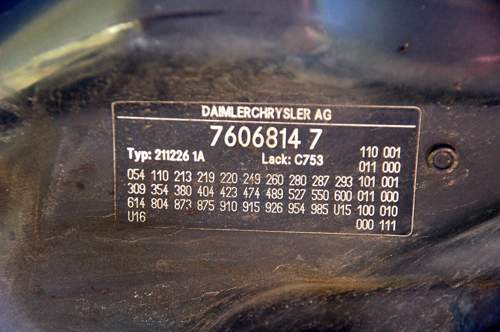 DAIMLERCHRYSLER AG
7606814 7
Typ: 211226 1A Lack: C753 110 001
011 000
054 110 213 219 220 249 260 280 287 293 101 001
309 354 380 404 423 474 489 527 550 600 011 000
614 804 873 875 910 915 926 954 985 U15 100 010
U16 000 111